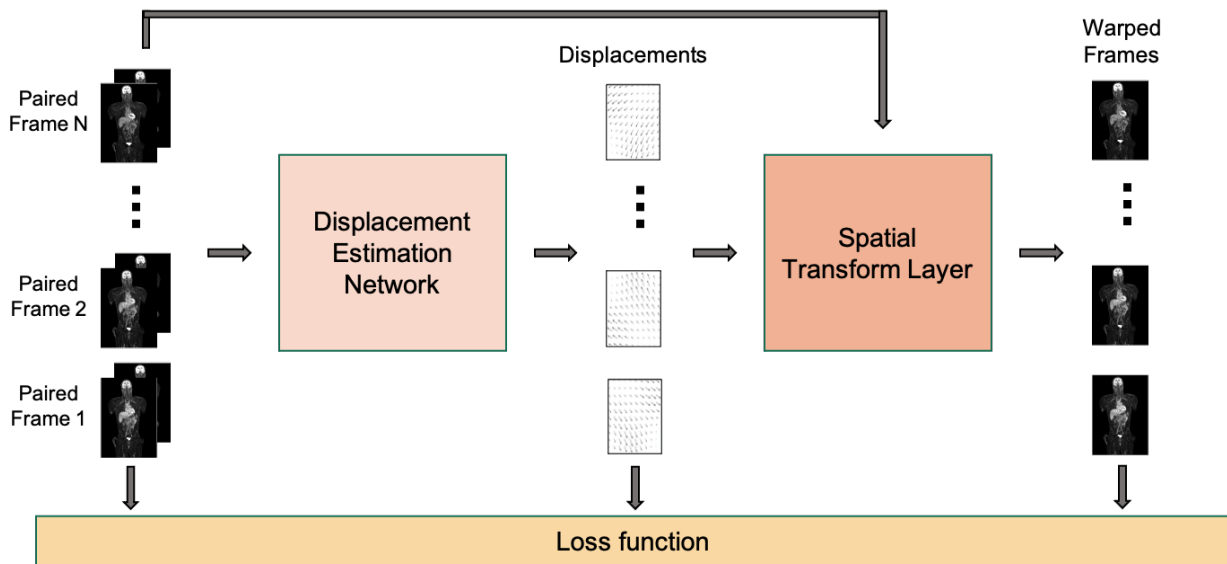 Displacements
Warped
Frames
Paired
Frame N
Displacement
Estimation
Network
Spatial
Transform Layer
Paired
Frame 2
Paired
Frame 1
Loss function